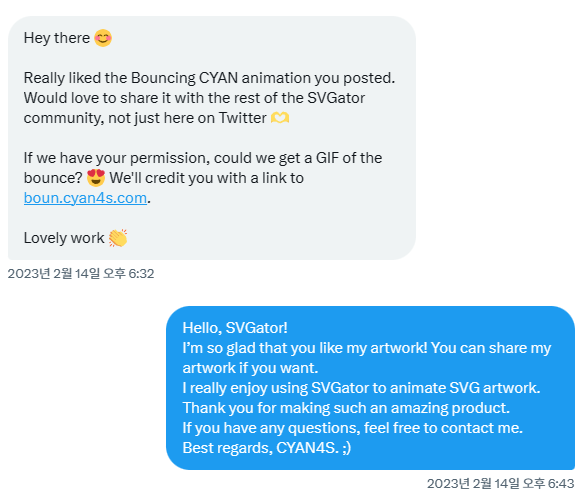 Hey there 😊
Really liked the Bouncing CYAN animation you posted.
Would love to share it with the rest of the SVGator
community, not just here on Twitter 🫶
If we have your permission, could we get a GIF of the
bounce? 😍 We'll credit you with a link to
boun.cyan4s.com.
Lovely work 👏
2023년 2월 14일 오후 6:32
Hello, SVGator!
I'm so glad that you like my artwork! You can share my
artwork if you want.
I really enjoy using SVGator to animate SVG artwork.
Thank you for making such an amazing product.
If you have any questions, feel free to contact me.
Best regards, CYAN4S. ;)
2023년 2월 14일 오후 6:43